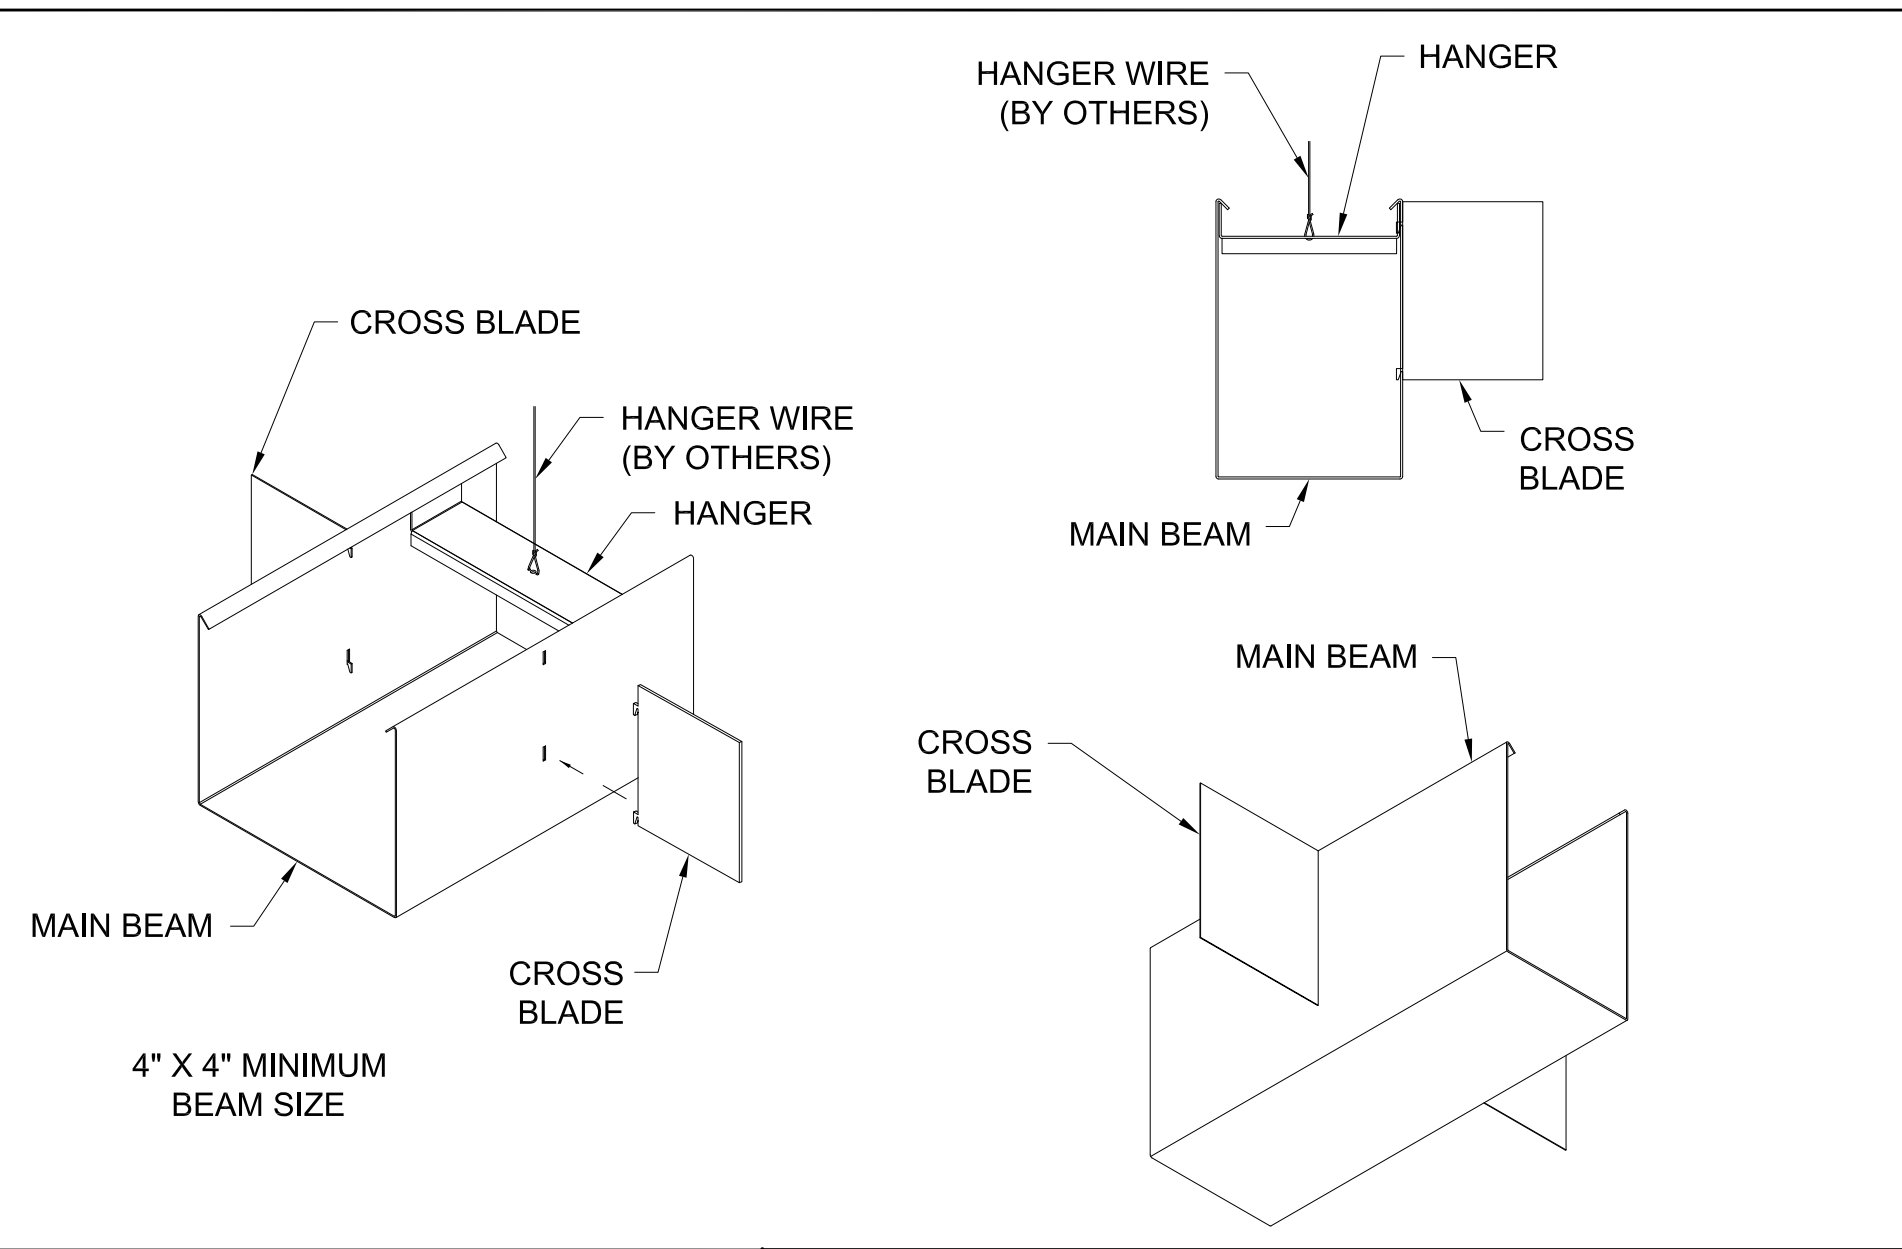 HANGER WIRE
(BY OTHERS)
HANGER
CROSS
BLADE
MAIN BEAM
CROSS BLADE
HANGER WIRE
(BY OTHERS)
HANGER
MAIN BEAM
CROSS
BLADE
4" X 4" MINIMUM
BEAM SIZE
MAIN BEAM
CROSS
BLADE